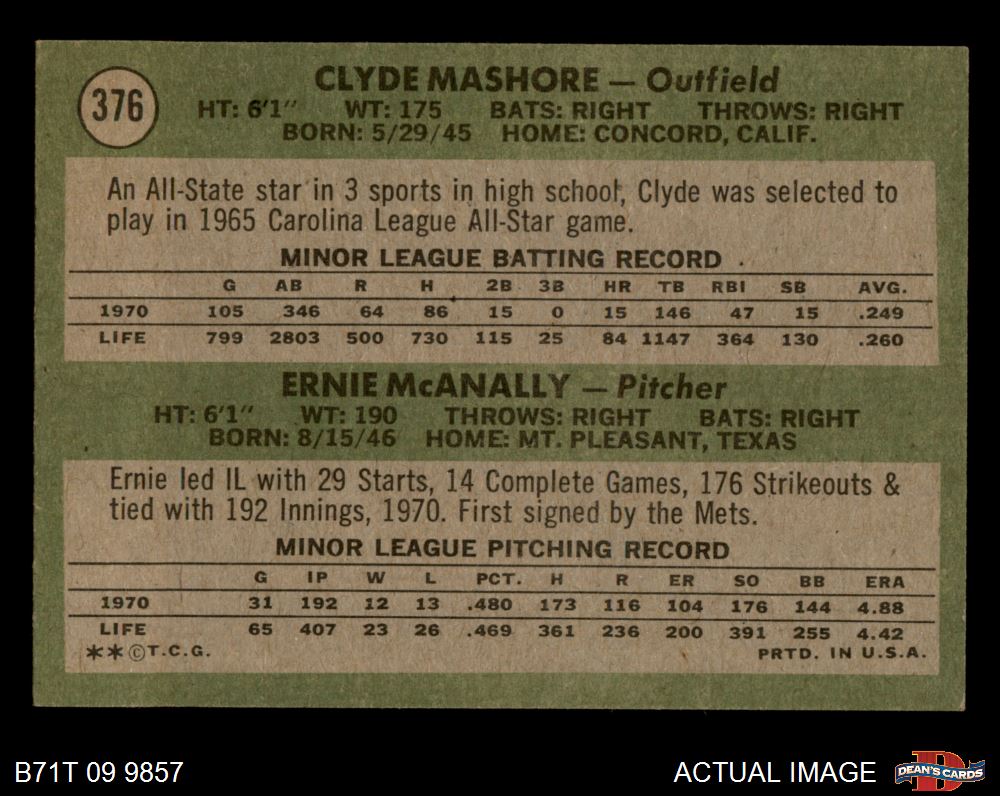 376
CLYDE MASHORE — Outfield
HT: 6'1" WT: 175 BATS: RIGHT THROWS: RIGHT
BORN: 5/29/45 HOME: CONCORD, CALIF.
An All-State star in 3 sports in high school, Clyde was selected to
play in 1965 Carolina League All-Star game.
MINOR LEAGUE BATTING RECORD
G AB R H 2B 3B HR TB RBI SB AVG.
1970 105 346 64 86 15 0 15 146 47 15 .249
LIFE 799 2803 500 730 115 25 84 1147 364 130 .260
ERNIE McANALLY — Pitcher
HT: 6'1" WT: 190 THROWS: RIGHT BATS: RIGHT
BORN: 8/15/46 HOME: MT. PLEASANT, TEXAS
Ernie led IL with 29 Starts, 14 Complete Games, 176 Strikeouts &
tied with 192 Innings, 1970. First signed by the Mets.
MINOR LEAGUE PITCHING RECORD
G IP W L PCT. H R ER SO BB ERA
1970 31 192 12 13 .480 173 116 104 176 144 4.88
LIFE 65 407 23 26 .469 361 236 200 391 255 4.42
**©T.C.G. PRTD. IN U.S.A.
B71T 09 9857 ACTUAL IMAGE D DEAN'S CARDS